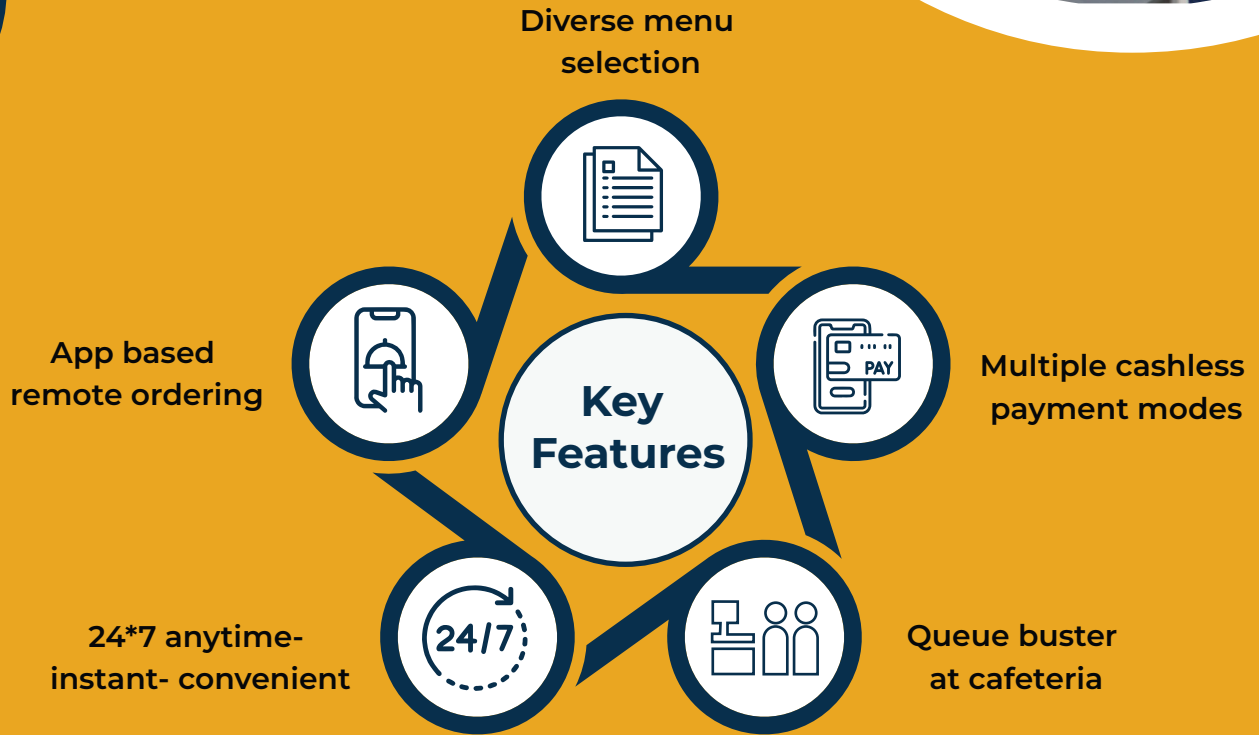 Diverse menu
selection
App based
remote ordering
Key
Features
PAY
Multiple cashless
payment modes
24*7 anytime-
instant- convenient
24/7
Queue buster
at cafeteria